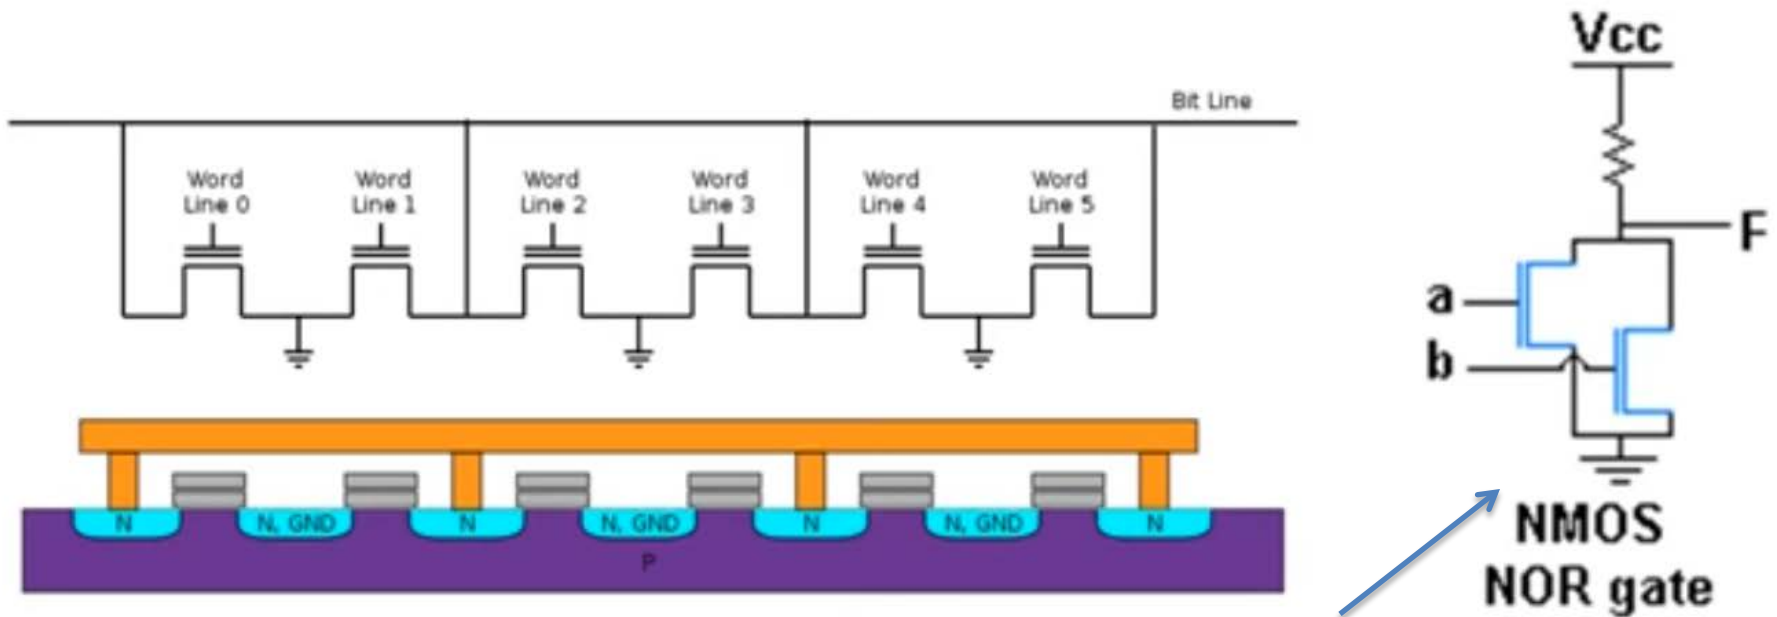 Vcc
Bit Line
Word
Line 0
Word
Line 1
Word
Line 2
Word
Line 3
Word
Line 4
Word
Line 5
F
a
b
N
N, GND
N
N, GND
N
N, GND
N
P
NMOS
NOR gate